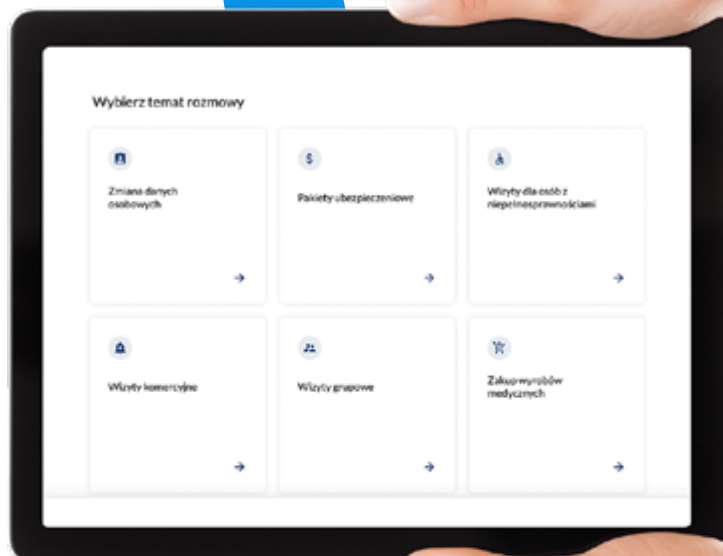 Wybierz temat rozmowy
Zmiana danych
osobowych
Pakiety ubezpieczeniowe
Wizyty dla osób z
niepełnosprawnościami
Wizyty komercyjne
Wizyty grupowe
Zakup wyrobów
medycznych